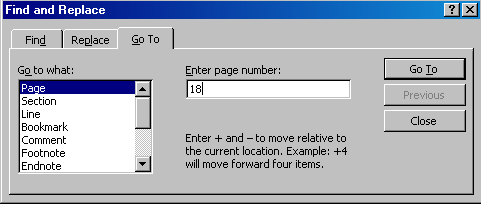 Find and Replace
Find
Replace
Go To
Go to what:
Page
Section
Line
Bookmark
Comment
Footnote
Endnote
Enter page number:
18
Enter + and – to move relative to
the current location. Example: +4
will move forward four items.
Go To
Previous
Close